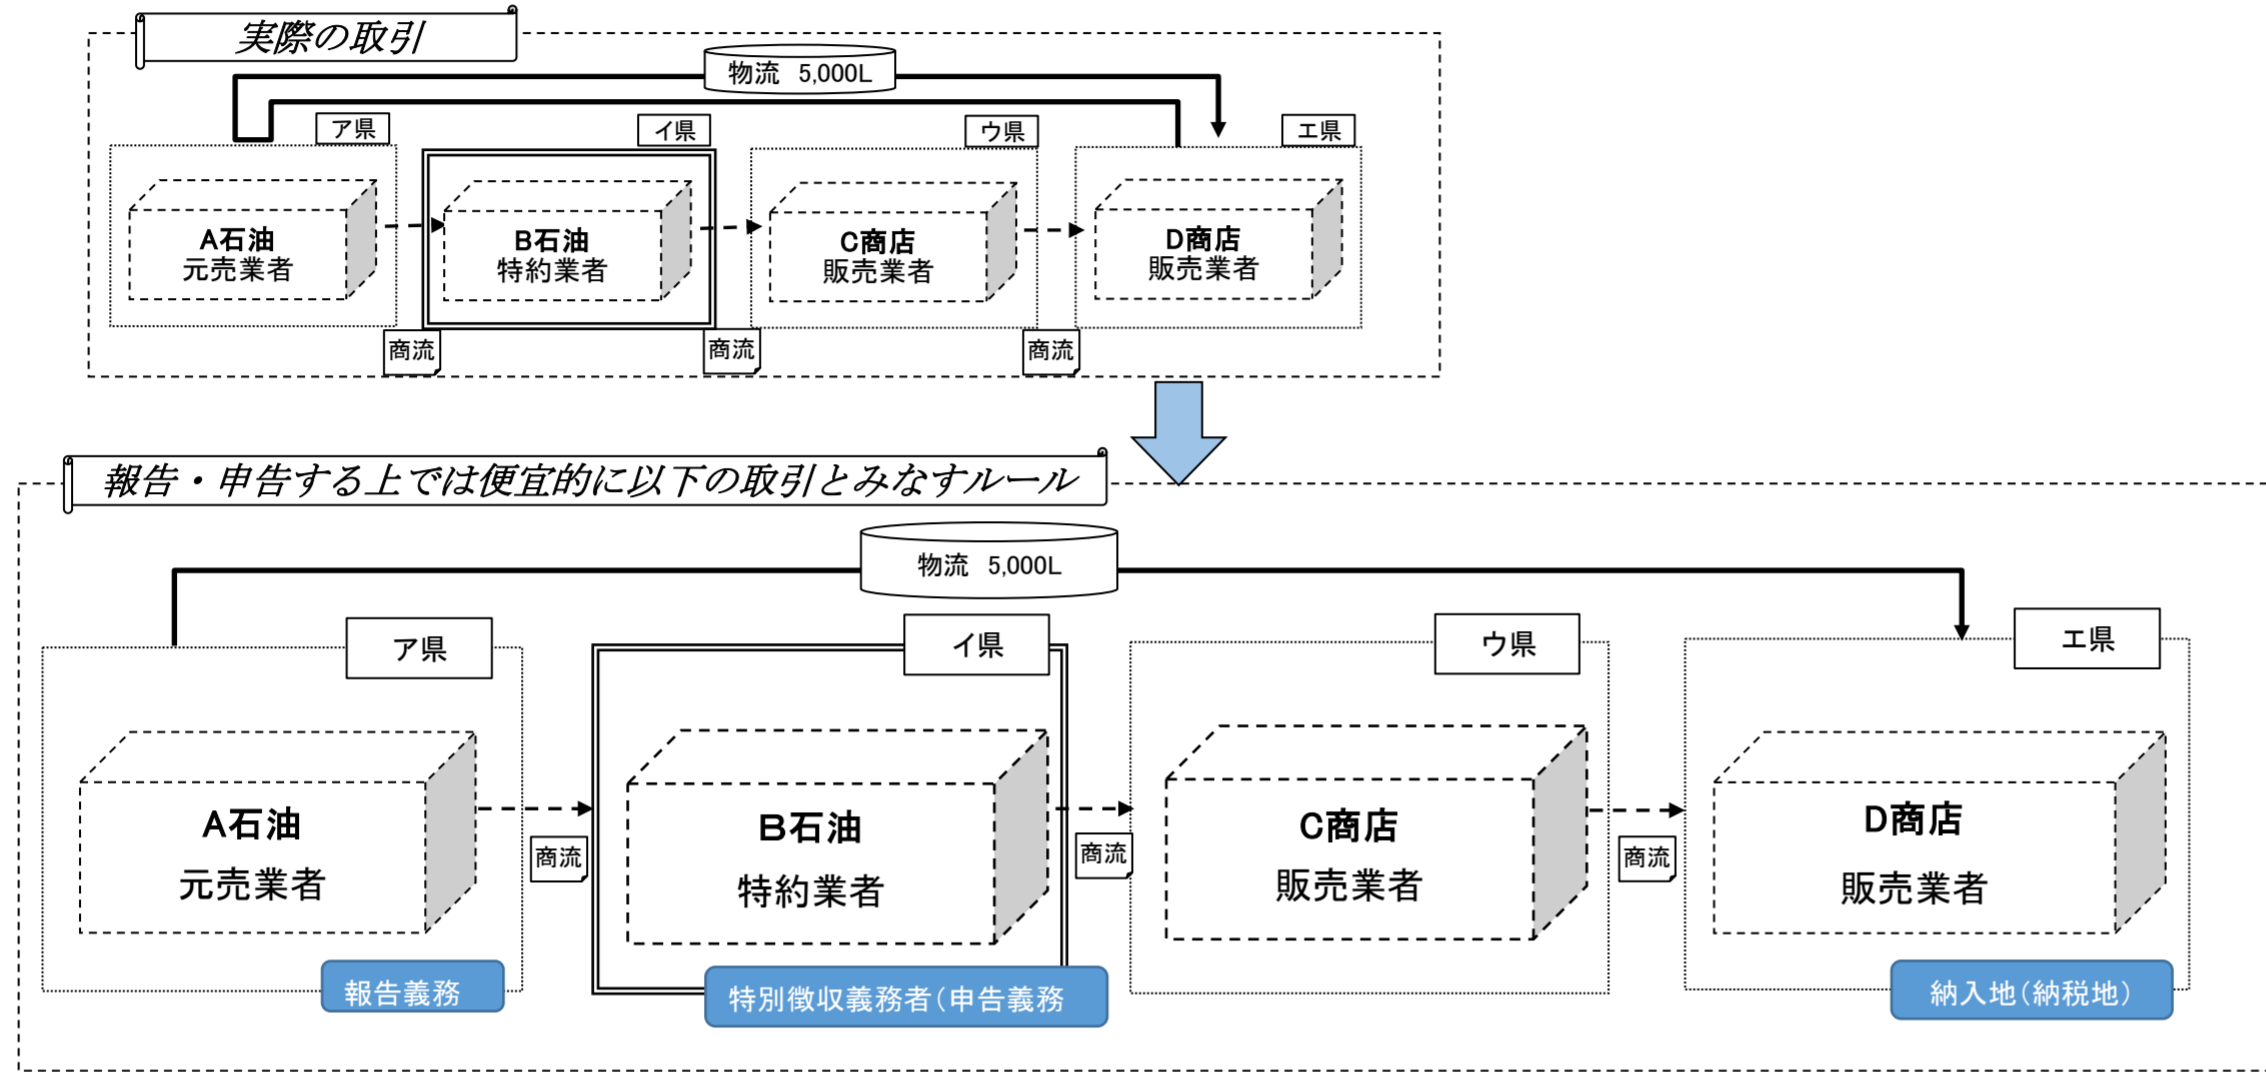 実際の取引
物流 5,000L
ア県
イ県
ウ県
エ県
A石油
元売業者
B石油
特約業者
C商店
販売業者
D商店
販売業者
商流
商流
商流
報告・申告する上では便宜的に以下の取引とみなすルール
物流 5,000L
ア県
イ県
ウ県
エ県
A石油
元売業者
B石油
特約業者
C商店
販売業者
D商店
販売業者
商流
商流
商流
報告義務
特別徴収義務者(申告義務
納入地(納税地)